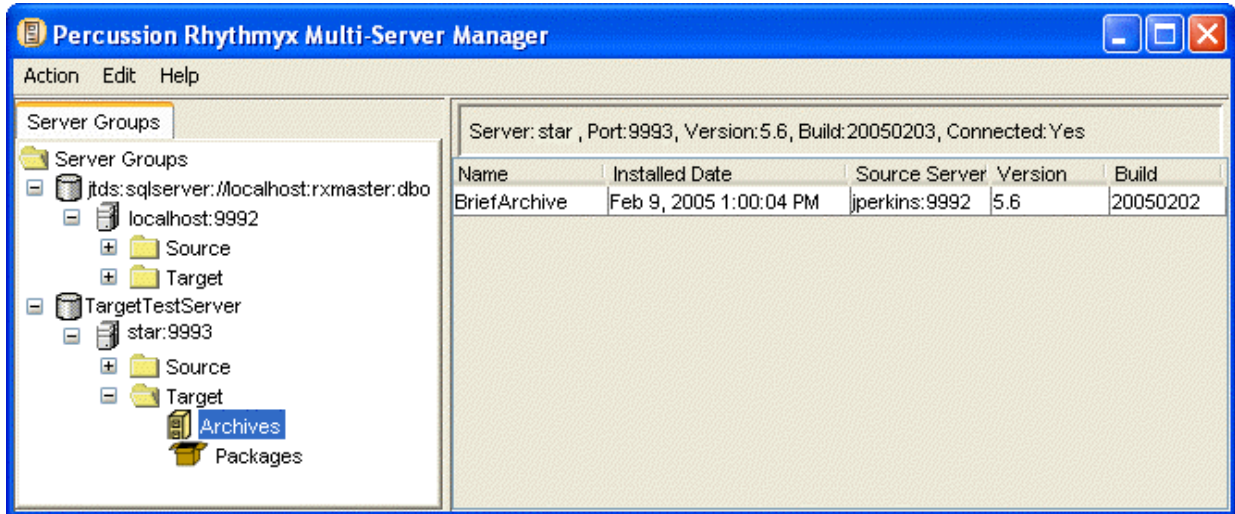 Percussion Rhythmyx Multi-Server Manager
Action Edit Help
Server Groups
Server Groups
jtds:sqlserver://localhost:rxmaster:dbo
localhost:9992
Source
Target
TargetTestServer
star:9993
Source
Target
Archives
Packages
Server: star , Port:9993, Version:5.6, Build:20050203, Connected:Yes
Name Installed Date Source Server Version Build
BriefArchive Feb 9, 2005 1:00:04 PM jperkins:9992 5.6 20050202